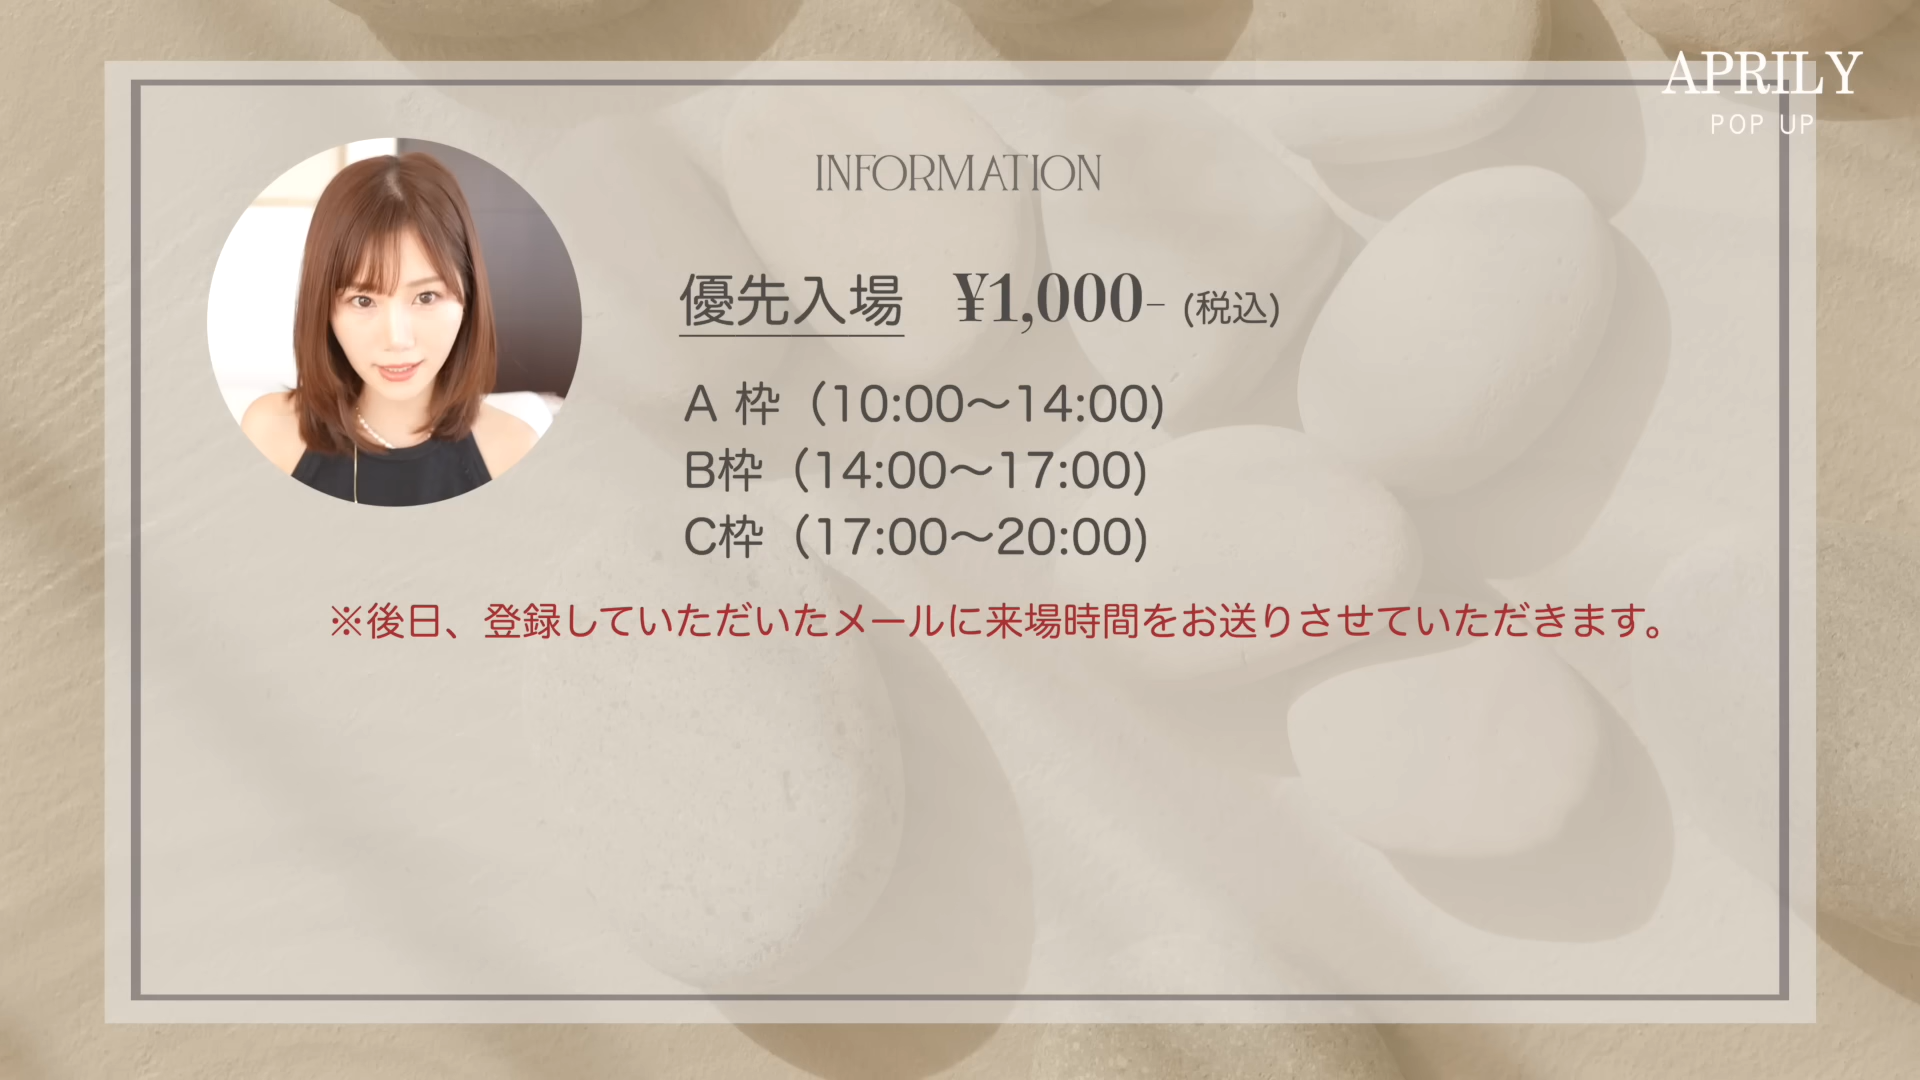 APRILY
POP UP
INFORMATION
優先入場 ¥1,000- (税込)
A 枠（10:00〜14:00)
B枠（14:00〜17:00)
C枠（17:00〜20:00)
※後日、登録していただいたメールに来場時間をお送りさせていただきます。